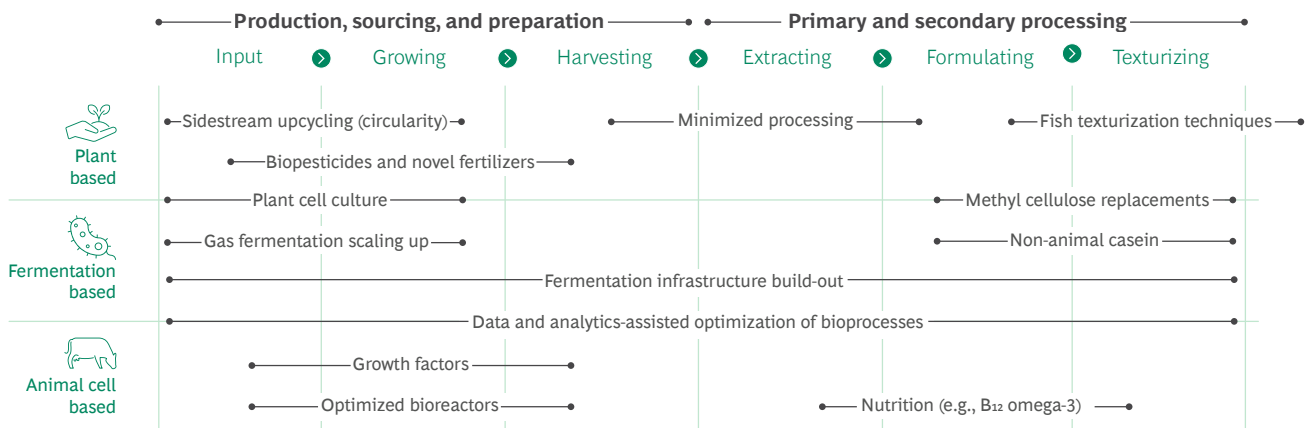 Production, sourcing, and preparation
Primary and secondary processing
Input
Growing
Harvesting
Extracting
Formulating
Texturizing
Plant
based
Sidestream upcycling (circularity)
Minimized processing
Fish texturization techniques
Biopesticides and novel fertilizers
Plant cell culture
Methyl cellulose replacements
Fermentation
based
Gas fermentation scaling up
Non-animal casein
Fermentation infrastructure build-out
Data and analytics-assisted optimization of bioprocesses
Animal cell
based
Growth factors
Optimized bioreactors
Nutrition (e.g., B₁₂ omega-3)